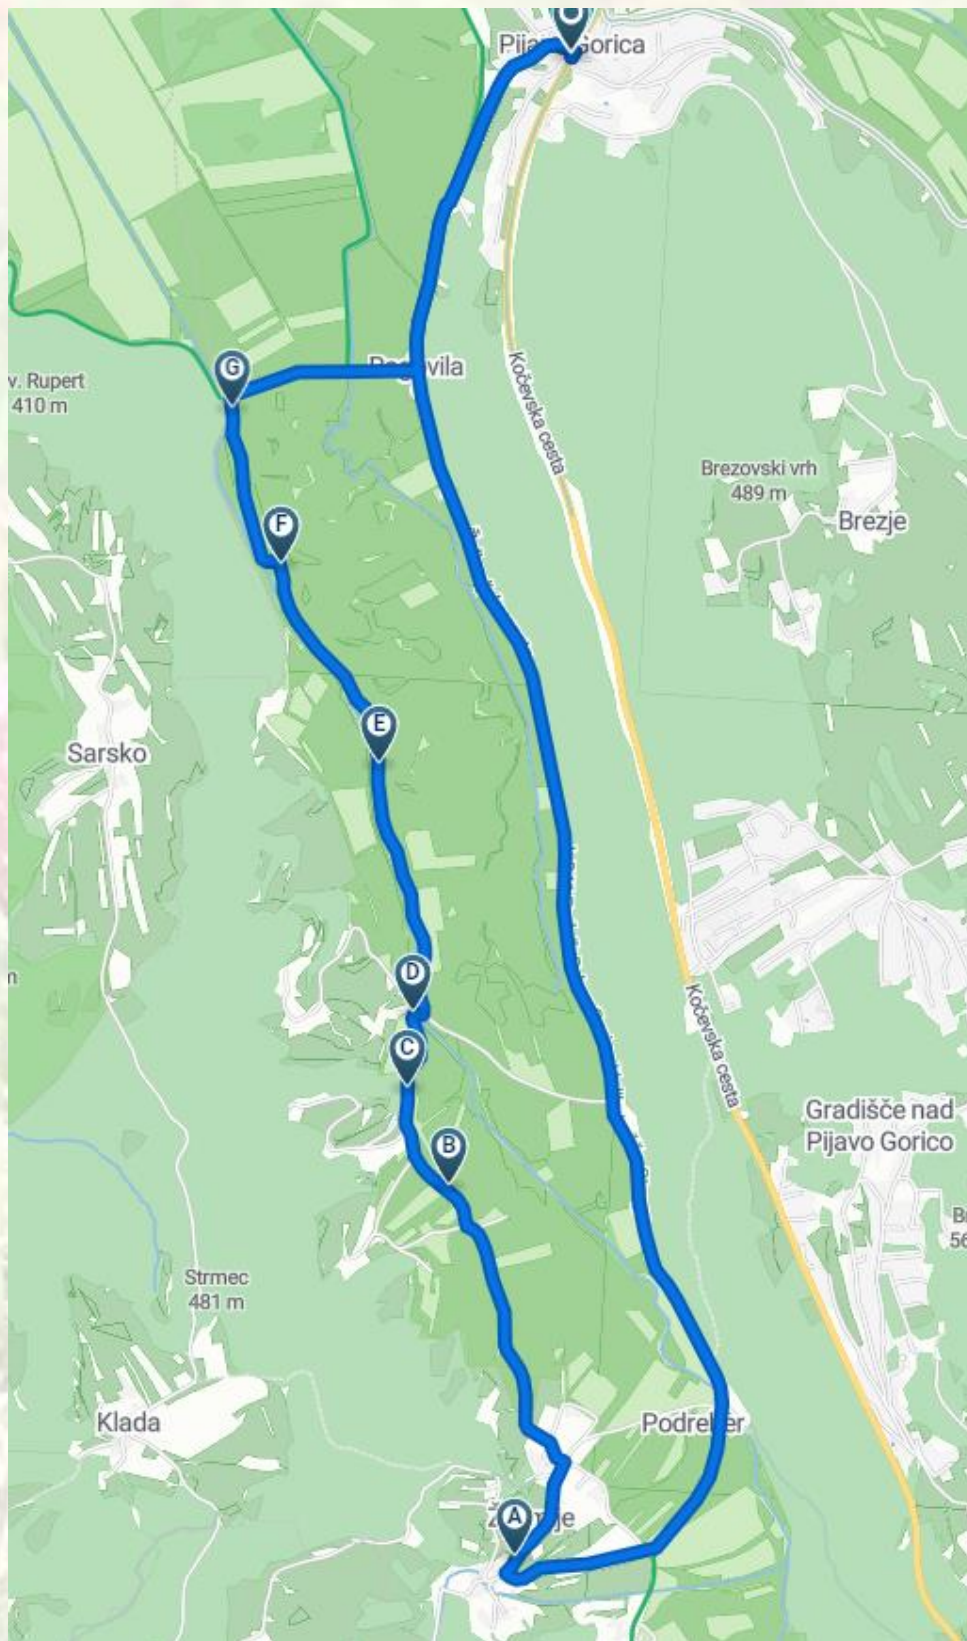 Pijava Gorica
v. Rupert
410 m
G
Kočevska cesta
Brezovski vrh
489 m
Brezje
F
E
Sarsko
D
C
Kočevska cesta
Gradišče nad
Pijavo Gorico
B
Strmec
481 m
Klada
A